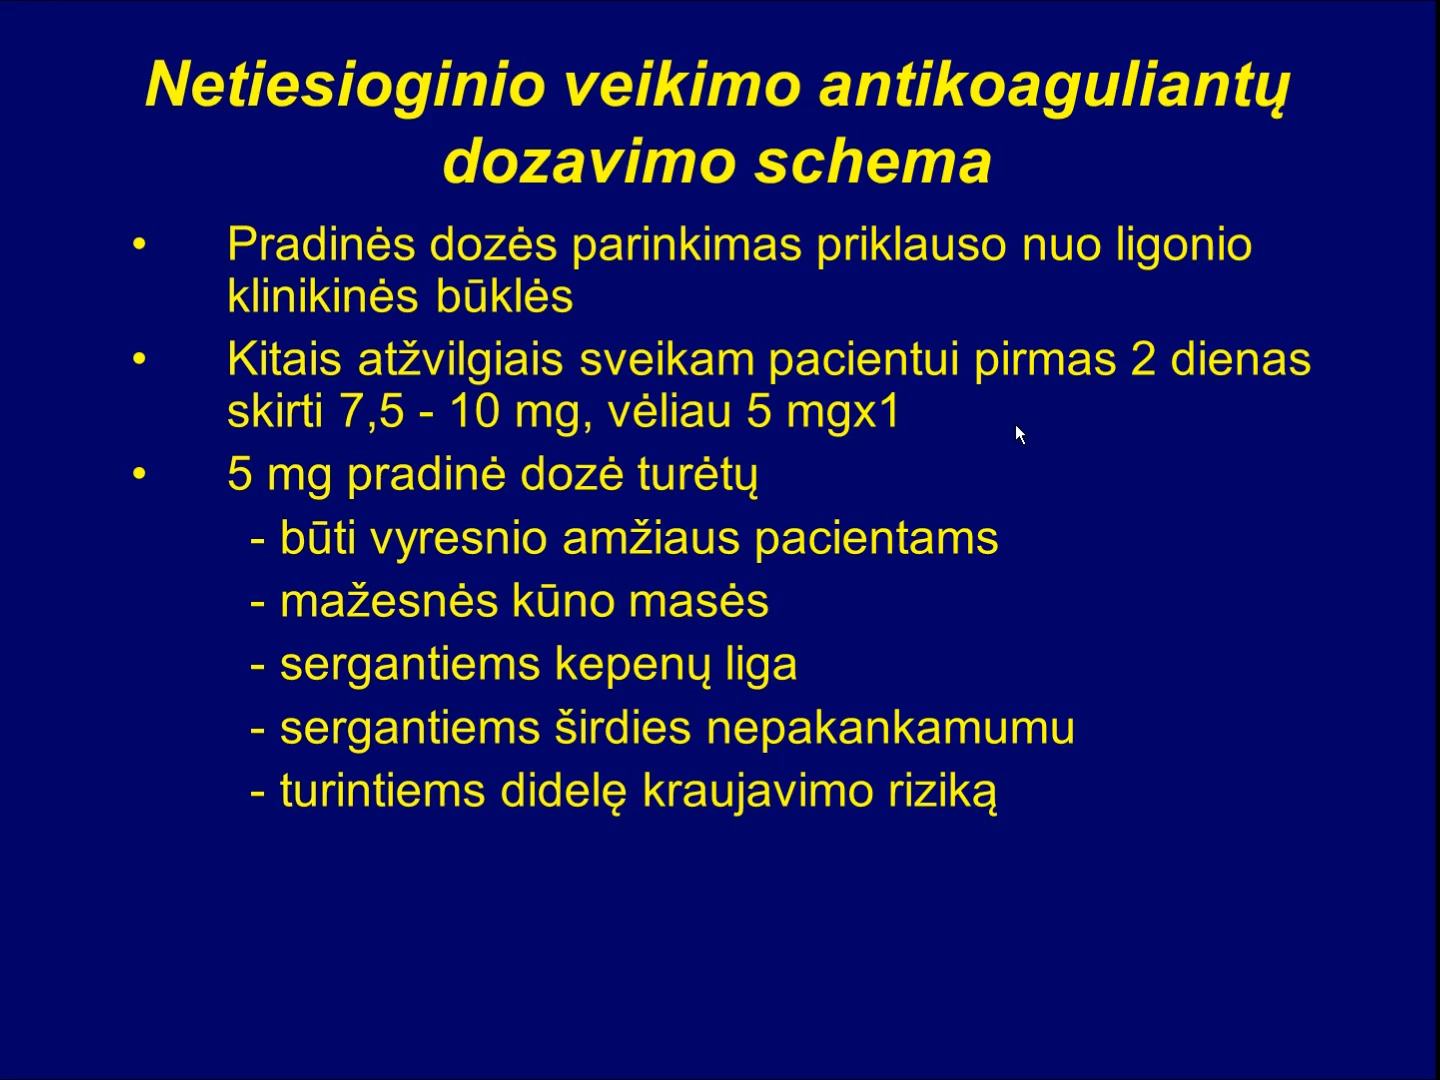 Netiesioginio veikimo antikoaguliantų
dozavimo schema
• Pradinės dozės parinkimas priklauso nuo ligonio
klinikinės būklės
• Kitais atžvilgiais sveikam pacientui pirmas 2 dienas
skirti 7,5 - 10 mg, vėliau 5 mgx1
• 5 mg pradinė dozė turėtų
- būti vyresnio amžiaus pacientams
- mažesnės kūno masės
- sergantiems kepenų liga
- sergantiems širdies nepakankamumu
- turintiems didelę kraujavimo riziką